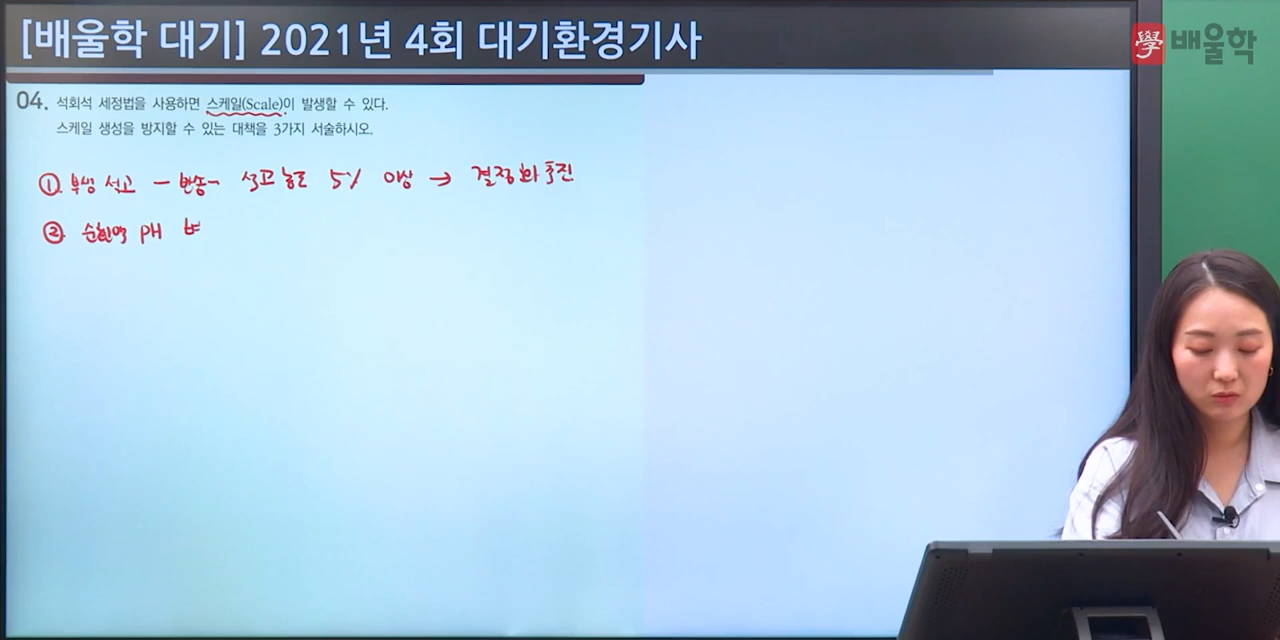 [배울학 대기] 2021년 4회 대기환경기사
學 배울학
04. 석회석 세정법을 사용하면 스케일(Scale)이 발생할 수 있다.
스케일 생성을 방지할 수 있는 대책을 3가지 서술하시오.
① 부생 석고 - 반송 → 석고 농도 5% 이상 → 결정화 촉진
② 순환액 pH 변